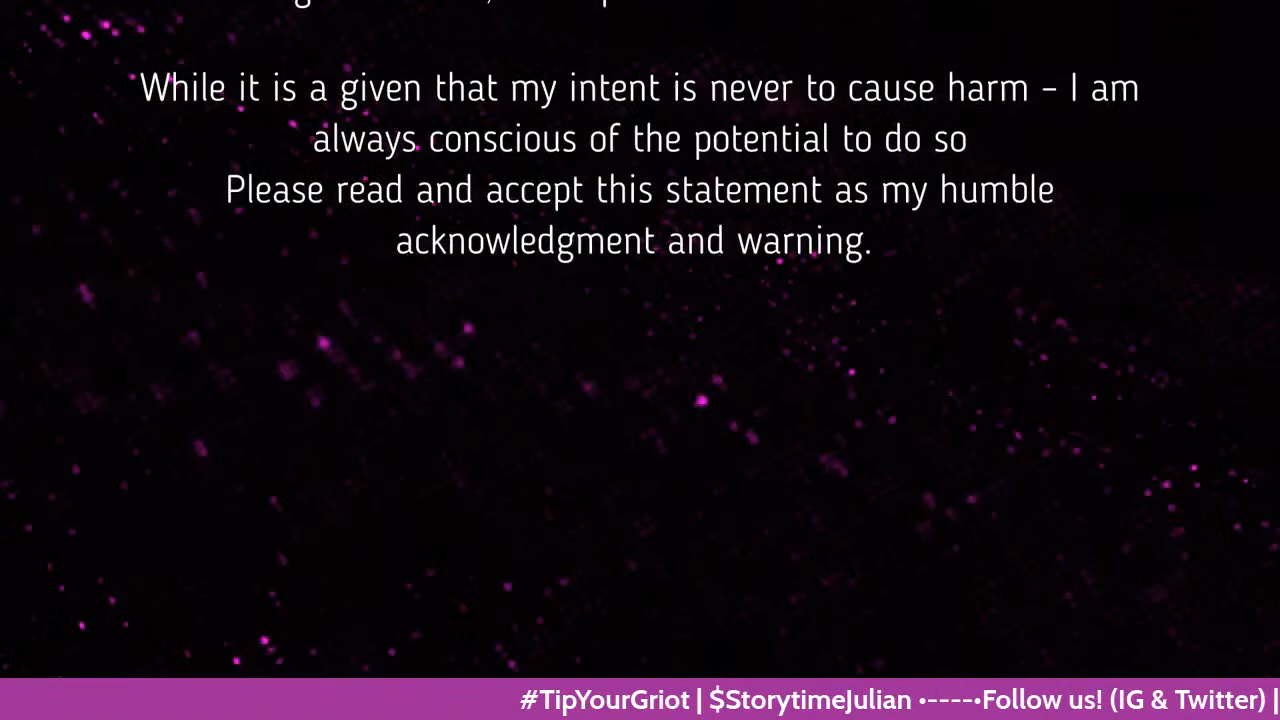 While it is a given that my intent is never to cause harm – I am
always conscious of the potential to do so
Please read and accept this statement as my humble
acknowledgment and warning.
#TipYourGriot | $StorytimeJulian •----•Follow us! (IG & Twitter) |